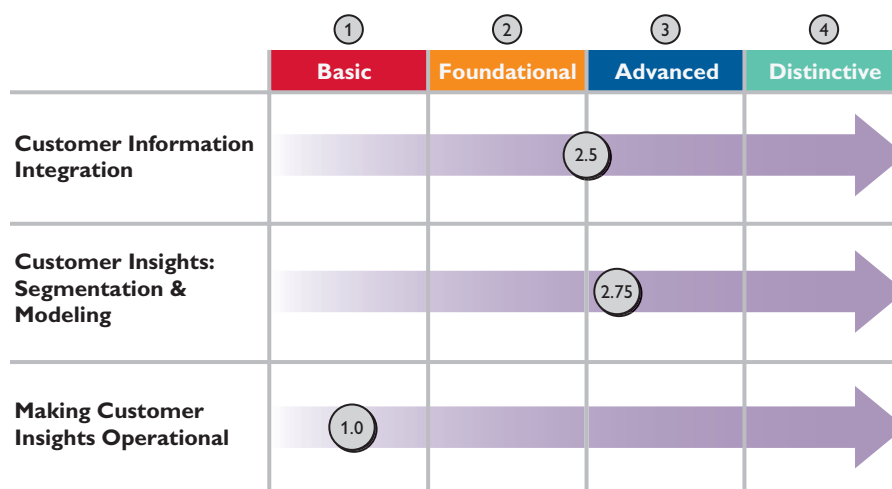 1 2 3 4
Basic Foundational Advanced Distinctive
Customer Information
Integration
2.5
Customer Insights:
Segmentation &
Modeling
2.75
Making Customer
Insights Operational
1.0